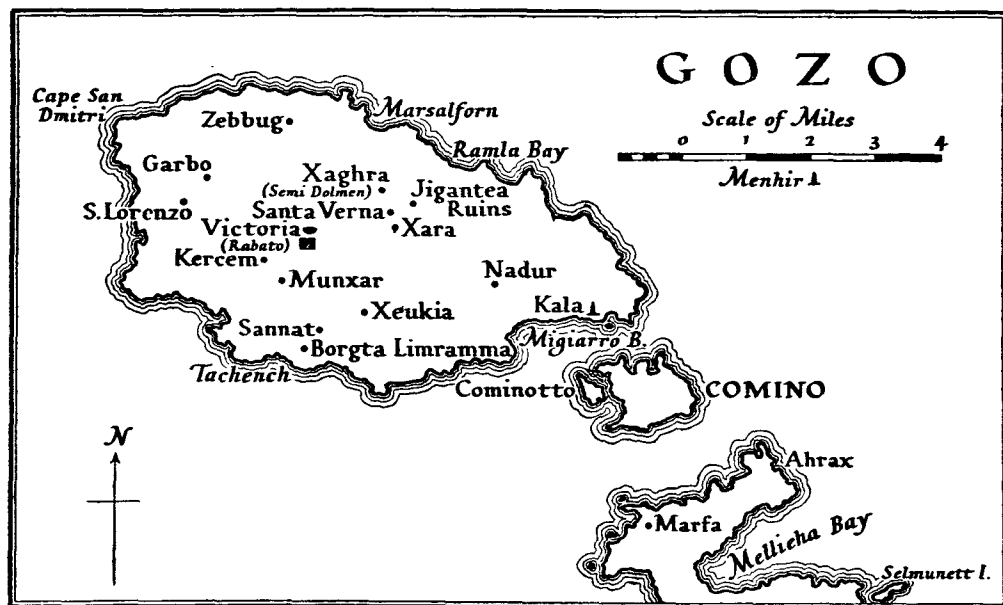 GOZO
Scale of Miles
0 1 2 3 4
Menhir
Cape San
Dmitri
Marsalforn
Zebbug
Ramla Bay
Garbo
Xaghra
(Semi Dolmen)
Jigantea
Ruins
S. Lorenzo
Santa Verna
Victoria
(Rabato)
Xara
Kercem
Munxar
Nadur
Xeukia
Kala
Sannat
Migiarro B.
Borgta Limramma
Tachench
Cominotto
COMINO
N
Ahrax
Marfa
Mellieha Bay
Selmunett I.